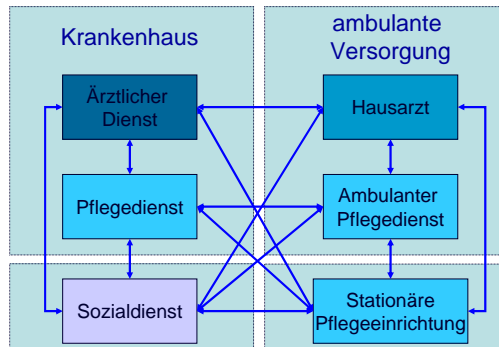 Krankenhaus
ambulante
Versorgung
Ärztlicher
Dienst
Hausarzt
Pflegedienst
Ambulanter
Pflegedienst
Sozialdienst
Stationäre
Pflegeeinrichtung